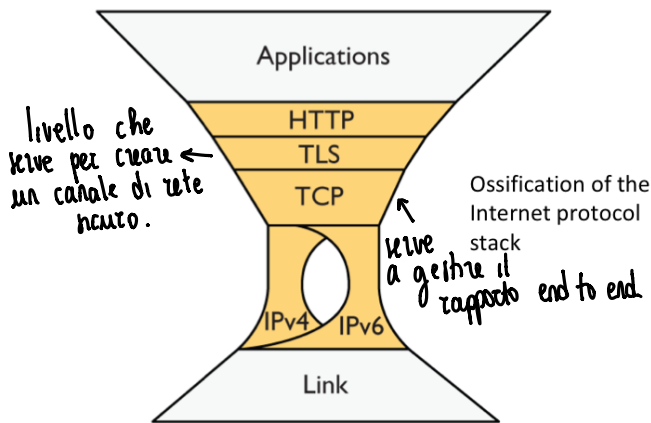 Applications
HTTP
TLS
TCP
IPv4
IPv6
Link
livello che
serve per creare
un canale di rete
sicuro.
Ossification of the
Internet protocol
stack
serve
a gestire il
rapporto end to end